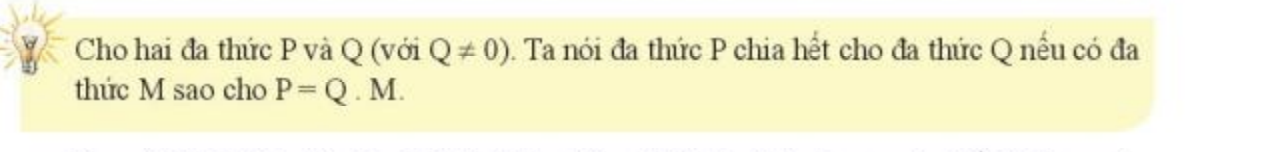 Cho hai đa thức P và Q (với Q ≠ 0). Ta nói đa thức P chia hết cho đa thức Q nếu có đa
thức M sao cho P = Q . M.